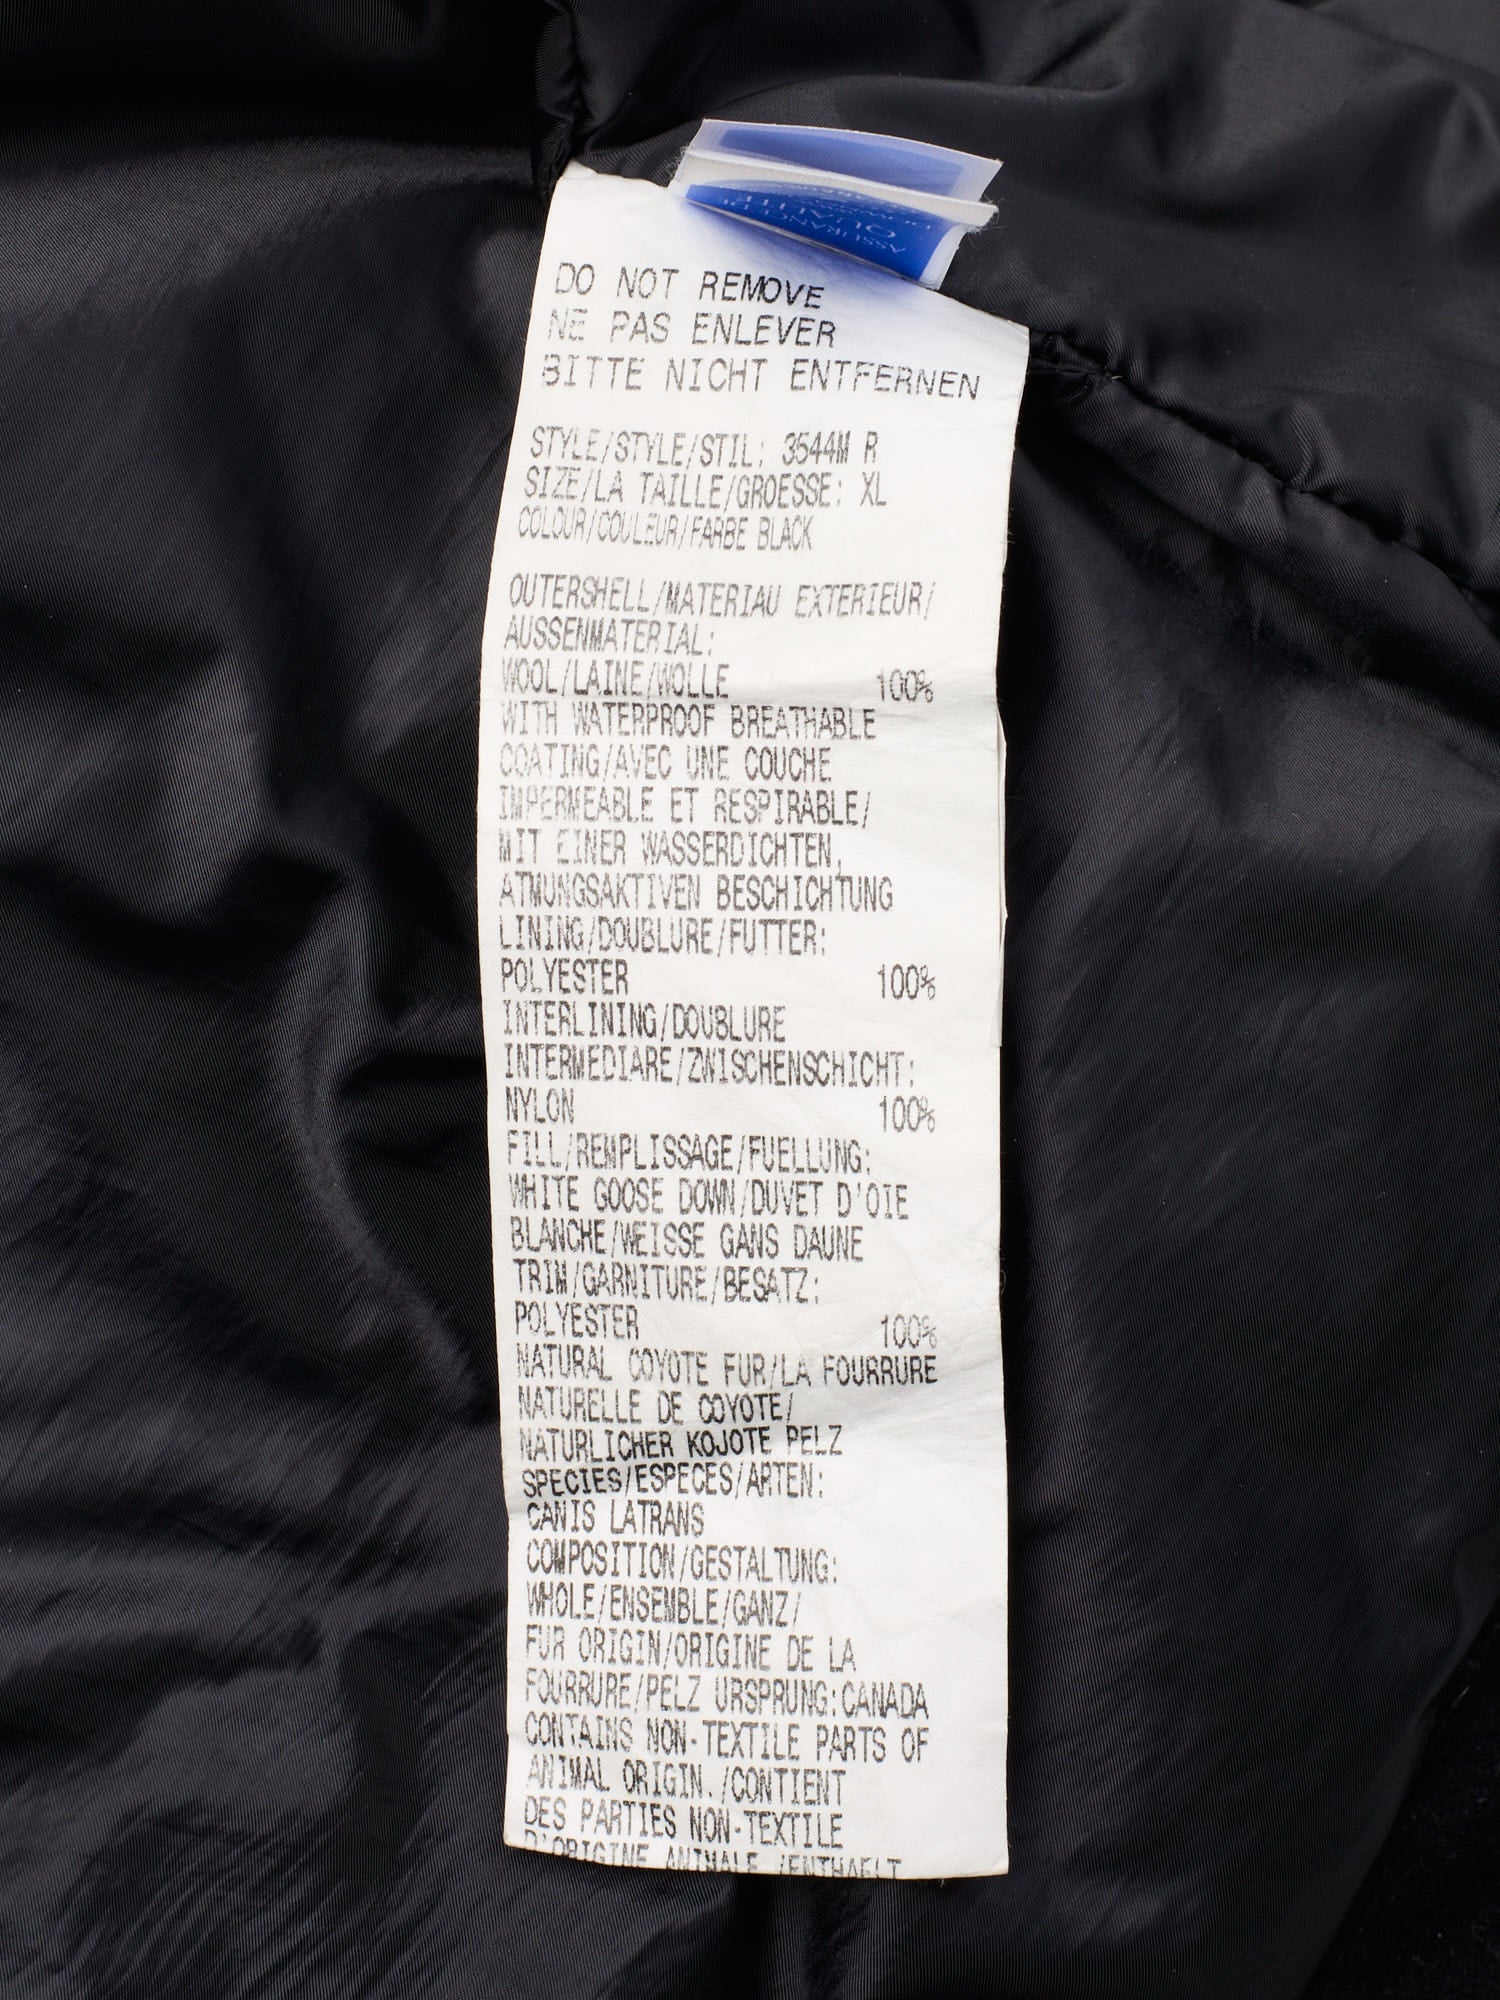 ASSURANCE DE
QUALITE
DO NOT REMOVE
NE PAS ENLEVER
BITTE NICHT ENTFERNEN
STYLE/STYLE/STIL: 3544M R
SIZE/LA TAILLE/GROESSE: XL
COLOUR/COULEUR/FARBE BLACK
OUTERSHELL/MATERIAU EXTERIEUR/
AUSSENMATERIAL:
WOOL/LAINE/WOLLE 100%
WITH WATERPROOF BREATHABLE
COATING/AVEC UNE COUCHE
IMPERMEABLE ET RESPIRABLE/
MIT EINER WASSERDICHTEN,
ATMUNGSAKTIVEN BESCHICHTUNG
LINING/DOUBLURE/FUTTER:
POLYESTER 100%
INTERLINING/DOUBLURE
INTERMEDIARE/ZWISCHENSCHICHT:
NYLON 100%
FILL/REMPLISSAGE/FUELLUNG:
WHITE GOOSE DOWN/DUVET D'OIE
BLANCHE/WEISSE GANS DAUNE
TRIM/GARNITURE/BESATZ:
POLYESTER 100%
NATURAL COYOTE FUR/LA FOURRURE
NATURELLE DE COYOTE/
NATURLICHER KOJOTE PELZ
SPECIES/ESPECES/ARTEN:
CANIS LATRANS
COMPOSITION/GESTALTUNG:
WHOLE/ENSEMBLE/GANZ/
FUR ORIGIN/ORIGINE DE LA
FOURRURE/PELZ URSPRUNG:CANADA
CONTAINS NON-TEXTILE PARTS OF
ANIMAL ORIGIN./CONTIENT
DES PARTIES NON-TEXTILE
D'ORIGINE ANIMALE./ENTHAELT